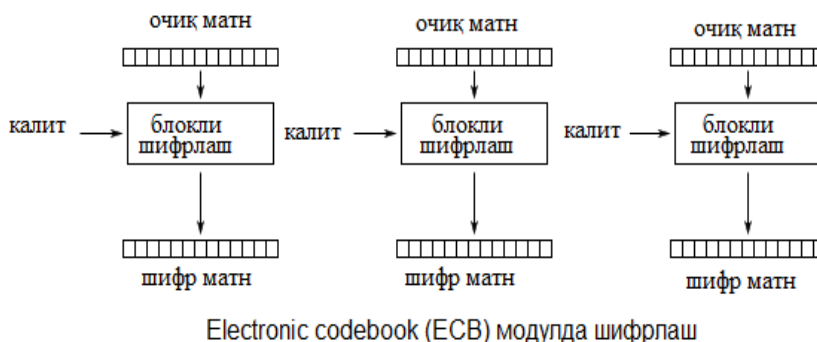 очиқ матн очиқ матн очиқ матн
калит блокли шифрлаш калит блокли шифрлаш калит блокли шифрлаш
шифр матн шифр матн шифр матн
Electronic codebook (ECB) модулда шифрлаш